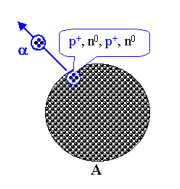 p⁺, n⁰, p⁺, n⁰
α
A